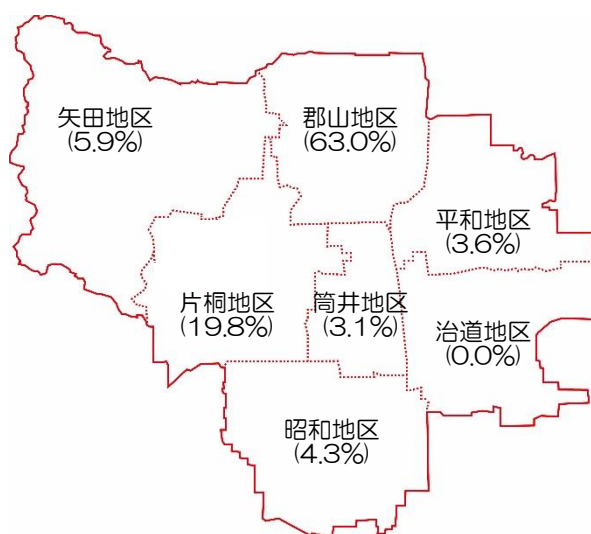 矢田地区
(5.9%)
郡山地区
(63.0%)
平和地区
(3.6%)
片桐地区
(19.8%)
筒井地区
(3.1%)
治道地区
(0.0%)
昭和地区
(4.3%)